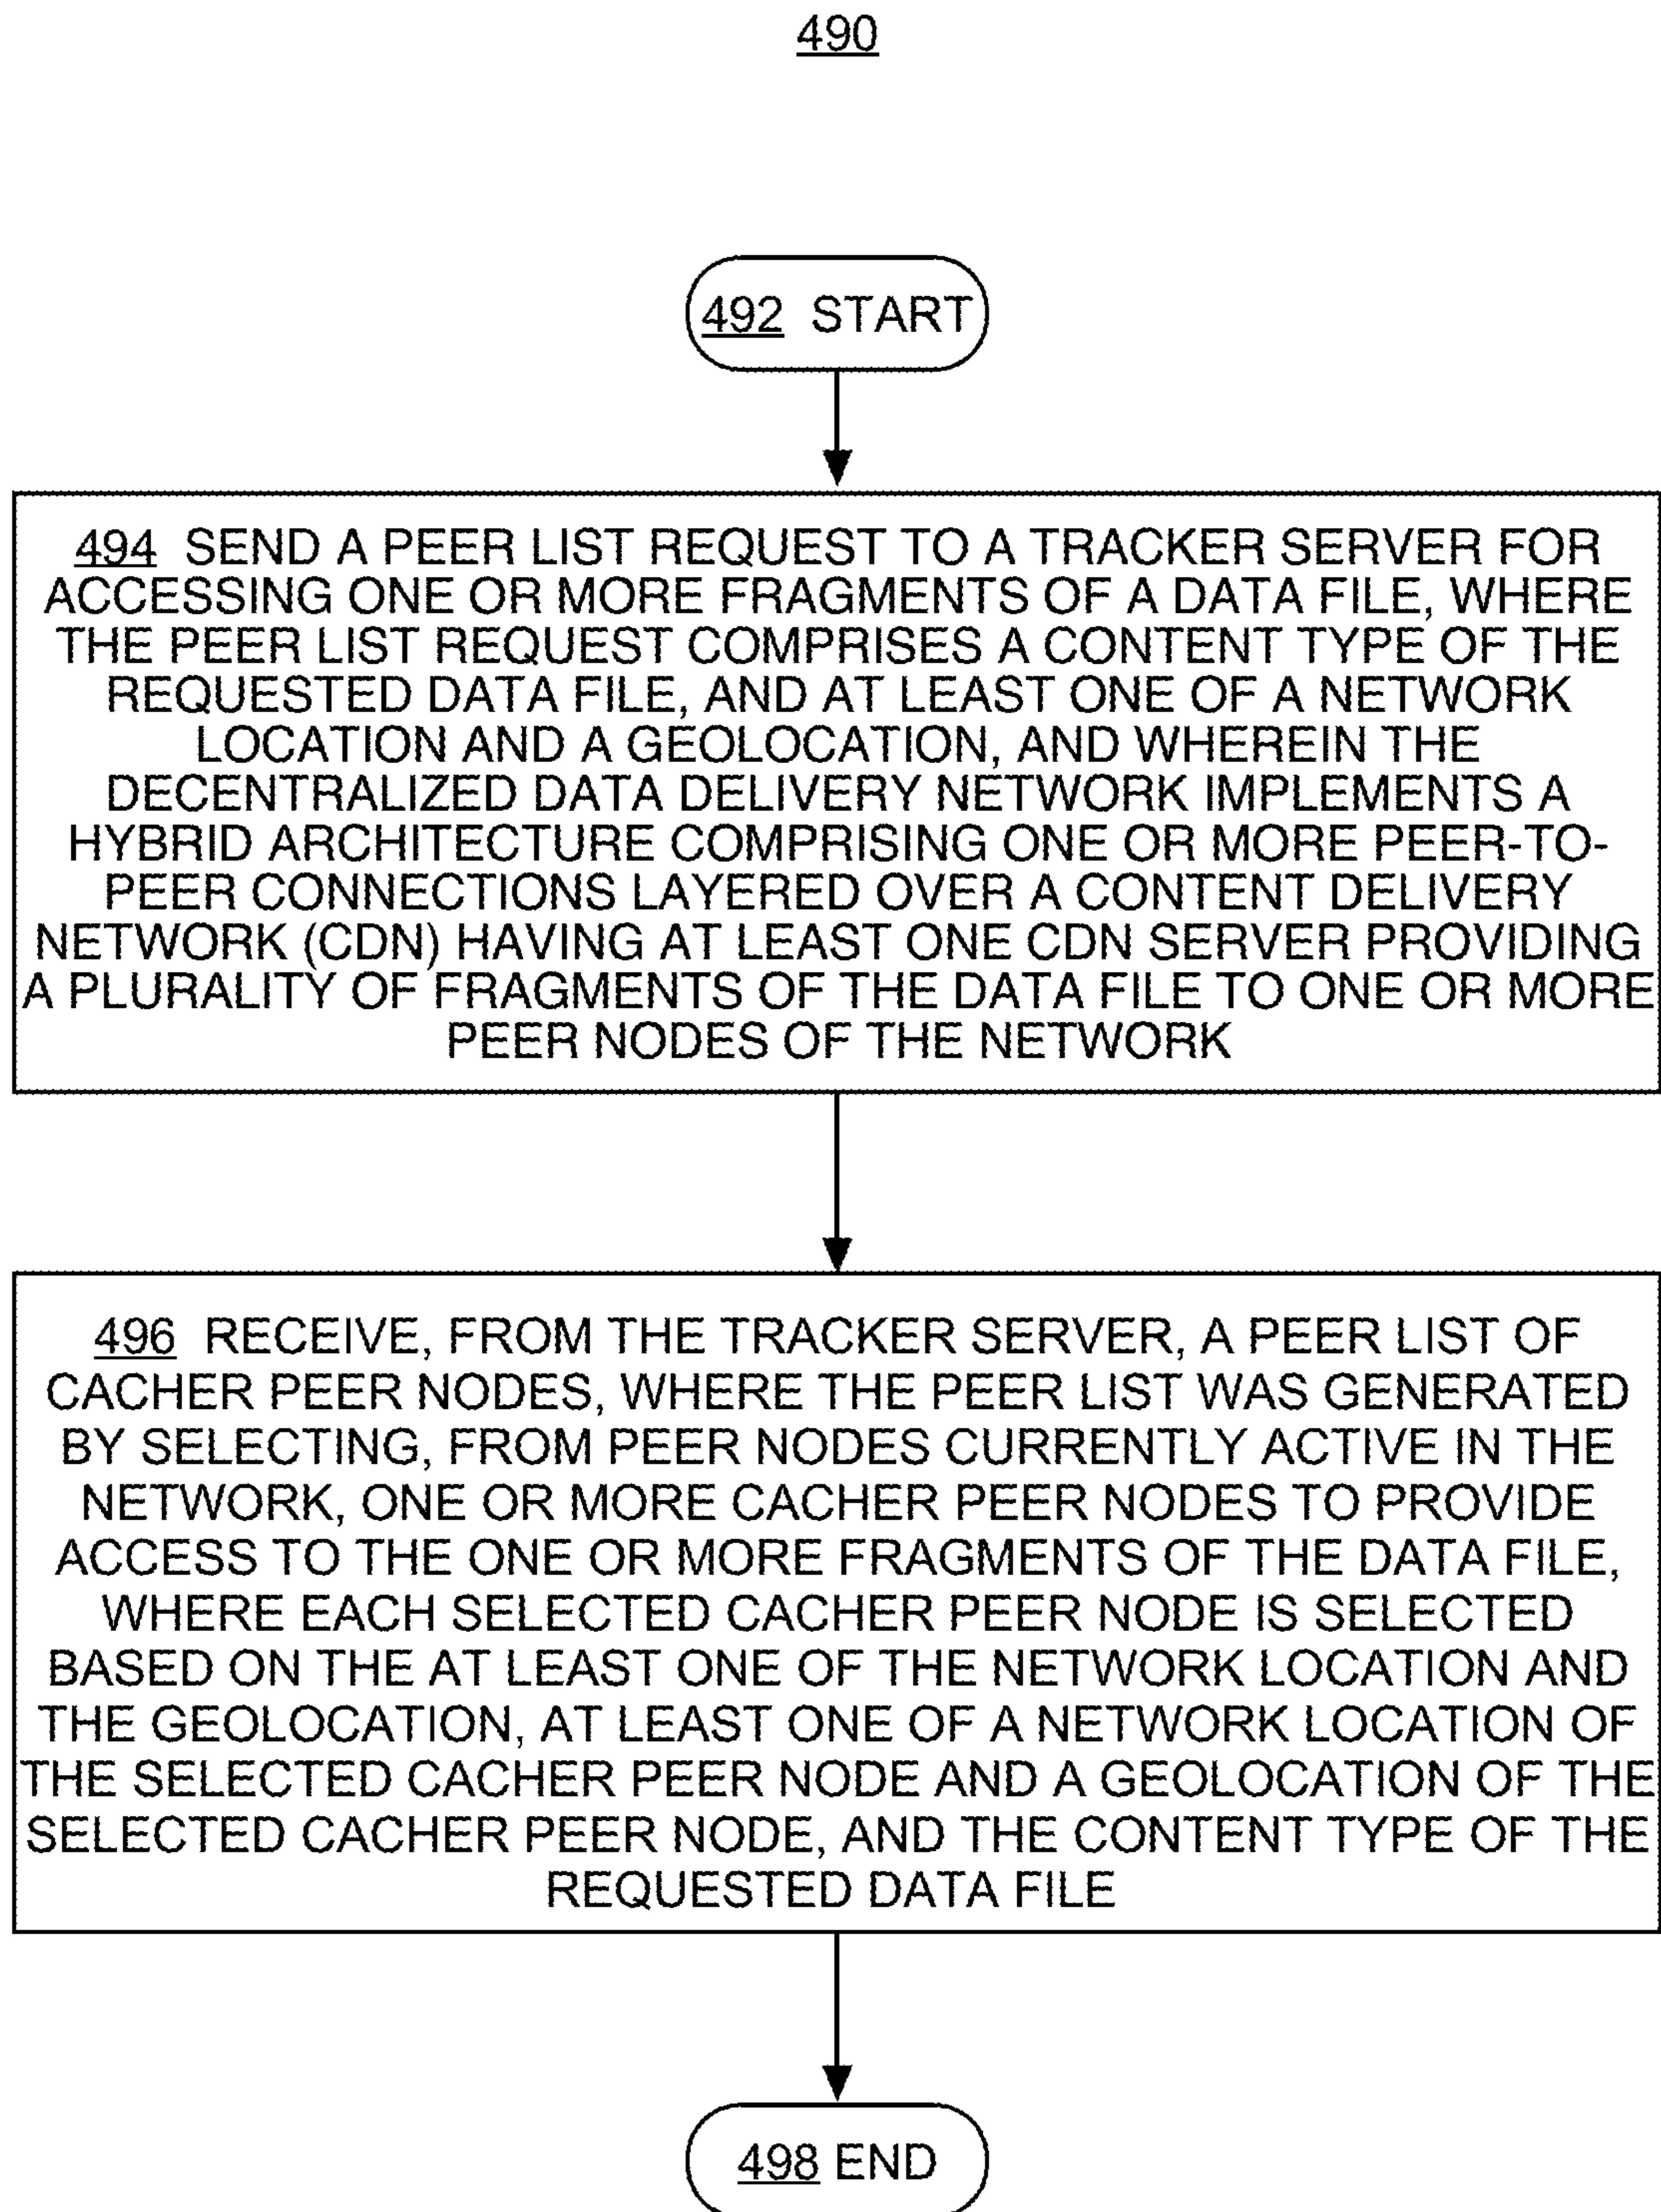 490
492 START
494 SEND A PEER LIST REQUEST TO A TRACKER SERVER FOR
ACCESSING ONE OR MORE FRAGMENTS OF A DATA FILE, WHERE
THE PEER LIST REQUEST COMPRISES A CONTENT TYPE OF THE
REQUESTED DATA FILE, AND AT LEAST ONE OF A NETWORK
LOCATION AND A GEOLOCATION, AND WHEREIN THE
DECENTRALIZED DATA DELIVERY NETWORK IMPLEMENTS A
HYBRID ARCHITECTURE COMPRISING ONE OR MORE PEER-TO-
PEER CONNECTIONS LAYERED OVER A CONTENT DELIVERY
NETWORK (CDN) HAVING AT LEAST ONE CDN SERVER PROVIDING
A PLURALITY OF FRAGMENTS OF THE DATA FILE TO ONE OR MORE
PEER NODES OF THE NETWORK
496 RECEIVE, FROM THE TRACKER SERVER, A PEER LIST OF
CACHER PEER NODES, WHERE THE PEER LIST WAS GENERATED
BY SELECTING, FROM PEER NODES CURRENTLY ACTIVE IN THE
NETWORK, ONE OR MORE CACHER PEER NODES TO PROVIDE
ACCESS TO THE ONE OR MORE FRAGMENTS OF THE DATA FILE,
WHERE EACH SELECTED CACHER PEER NODE IS SELECTED
BASED ON THE AT LEAST ONE OF THE NETWORK LOCATION AND
THE GEOLOCATION, AT LEAST ONE OF A NETWORK LOCATION OF
THE SELECTED CACHER PEER NODE AND A GEOLOCATION OF THE
SELECTED CACHER PEER NODE, AND THE CONTENT TYPE OF THE
REQUESTED DATA FILE
498 END